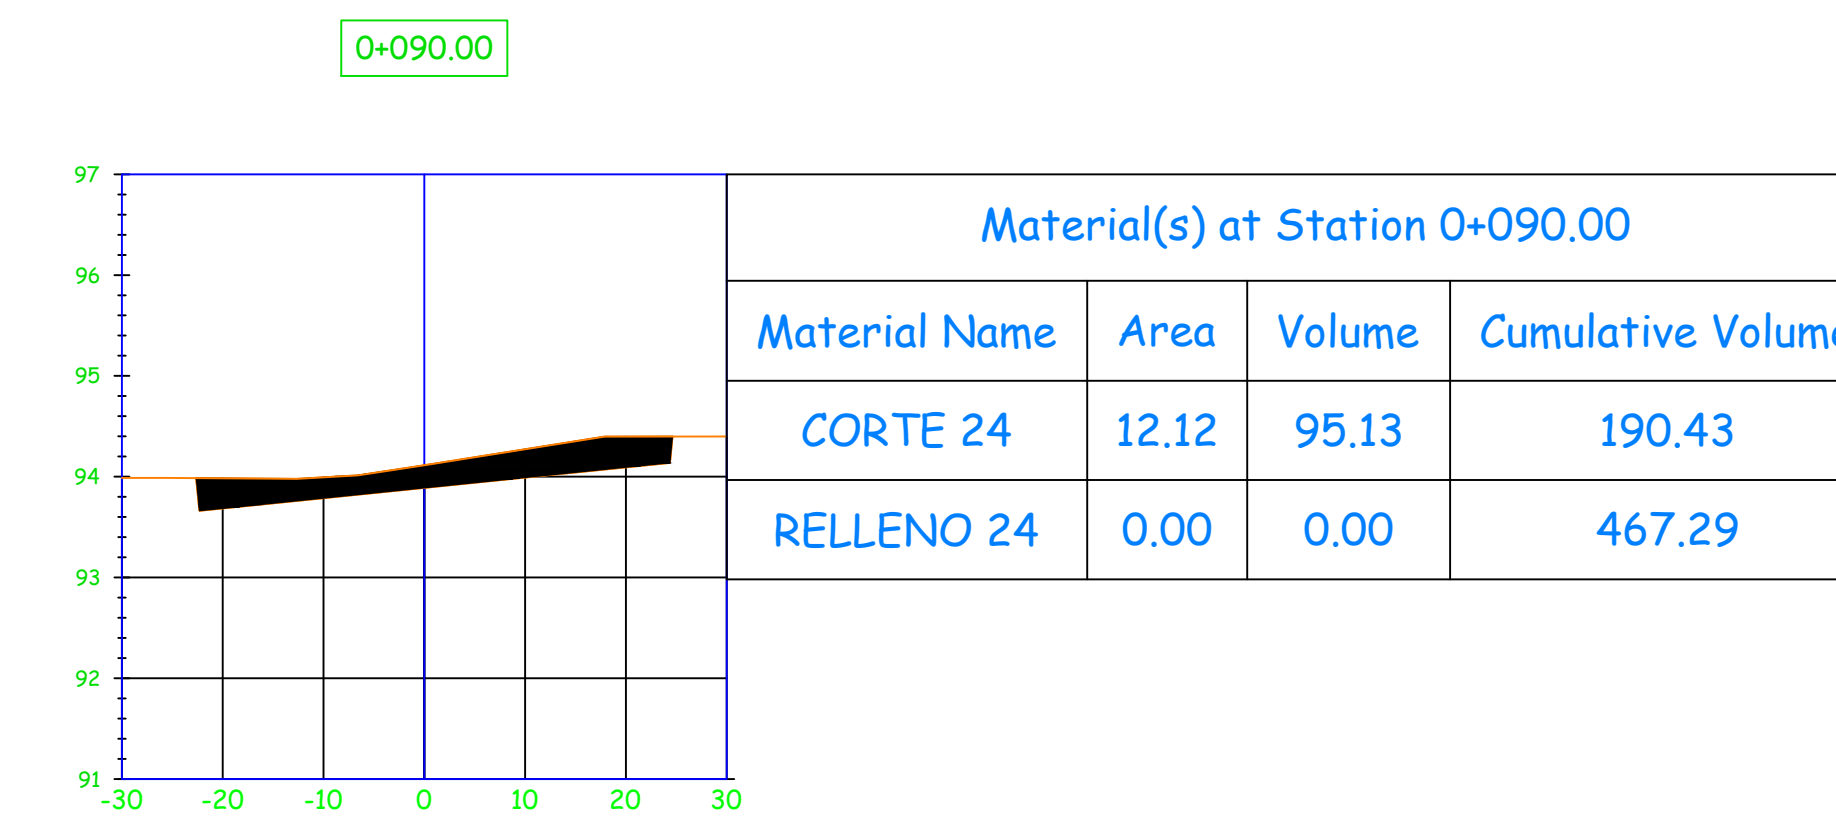 0+090.00
97
96
95
94
93
92
91
-30 -20 -10 0 10 20 30
Material(s) at Station 0+090.00
Material Name Area Volume Cumulative Volume
CORTE 24 12.12 95.13 190.43
RELLENO 24 0.00 0.00 467.29